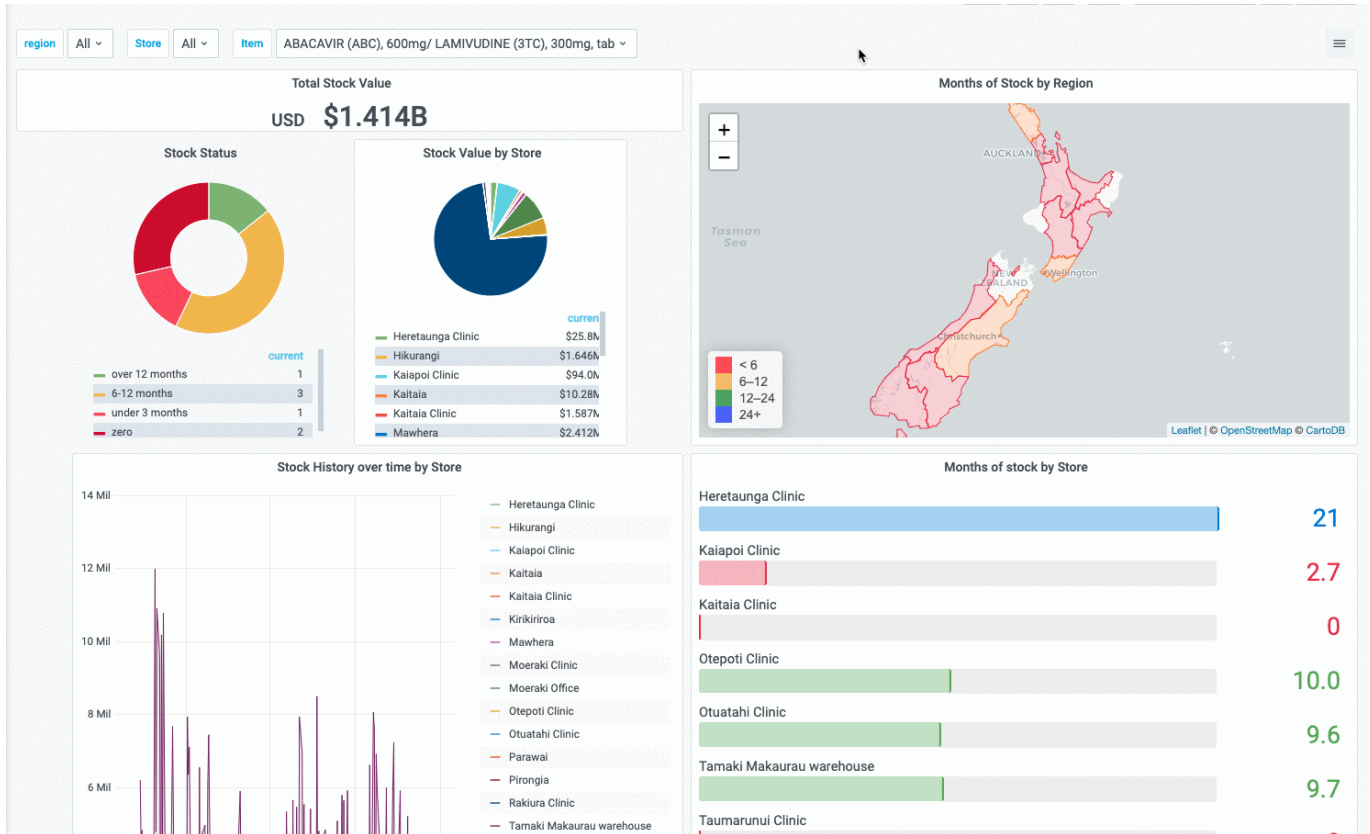 region All Store All Item ABACAVIR (ABC), 600mg/ LAMIVUDINE (3TC), 300mg, tab
Total Stock Value
USD $1.414B
Stock Status
current
over 12 months 1
6-12 months 3
under 3 months 1
zero 2
Stock Value by Store
curren
Heretaunga Clinic $25.8M
Hikurangi $1.646M
Kaiapoi Clinic $94.0M
Kaitaia $10.28M
Kaitaia Clinic $1.587M
Mawhera $2.412M
Months of Stock by Region
+
−
AUCKLAND
Tasman
Sea
Wellington
NEW
ZEALAND
Christchurch
< 6
6–12
12–24
24+
Leaflet | © OpenStreetMap © CartoDB
Stock History over time by Store
14 Mil
12 Mil
10 Mil
8 Mil
6 Mil
Heretaunga Clinic
Hikurangi
Kaiapoi Clinic
Kaitaia
Kaitaia Clinic
Kirikiriroa
Mawhera
Moeraki Clinic
Moeraki Office
Otepoti Clinic
Otuatahi Clinic
Parawai
Pirongia
Rakiura Clinic
Tamaki Makaurau warehouse
Months of stock by Store
Heretaunga Clinic
21
Kaiapoi Clinic
2.7
Kaitaia Clinic
0
Otepoti Clinic
10.0
Otuatahi Clinic
9.6
Tamaki Makaurau warehouse
9.7
Taumarunui Clinic